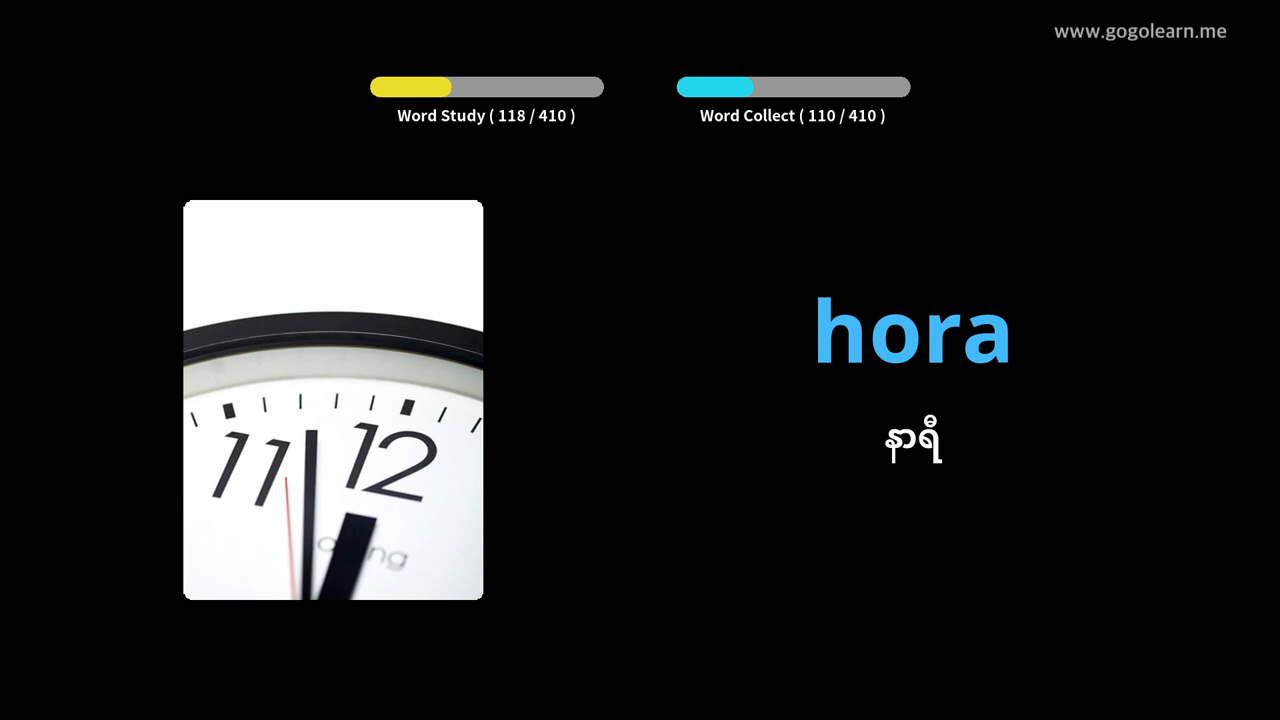 www.gogolearn.me
Word Study ( 118 / 410 )
Word Collect ( 110 / 410 )
11
12
hora
နာရီ